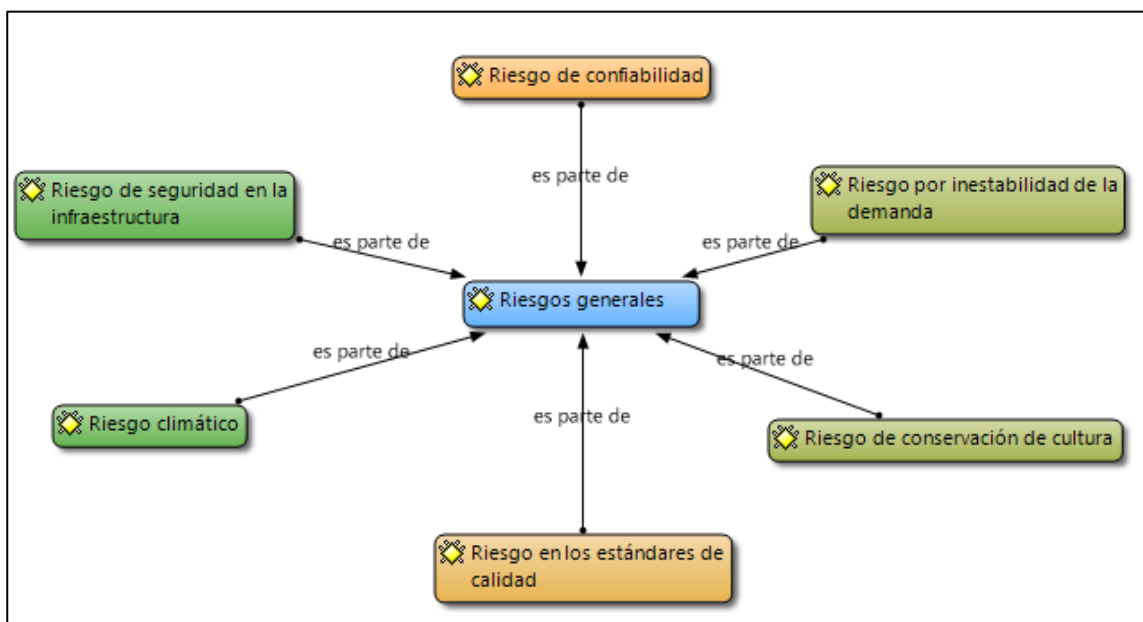 Riesgo de confiabilidad
es parte de
Riesgo de seguridad en la
infraestructura
es parte de
Riesgo por inestabilidad de la
demanda
es parte de
Riesgos generales
es parte de
Riesgo climático
es parte de
Riesgo de conservación de cultura
es parte de
Riesgo en los estándares de
calidad